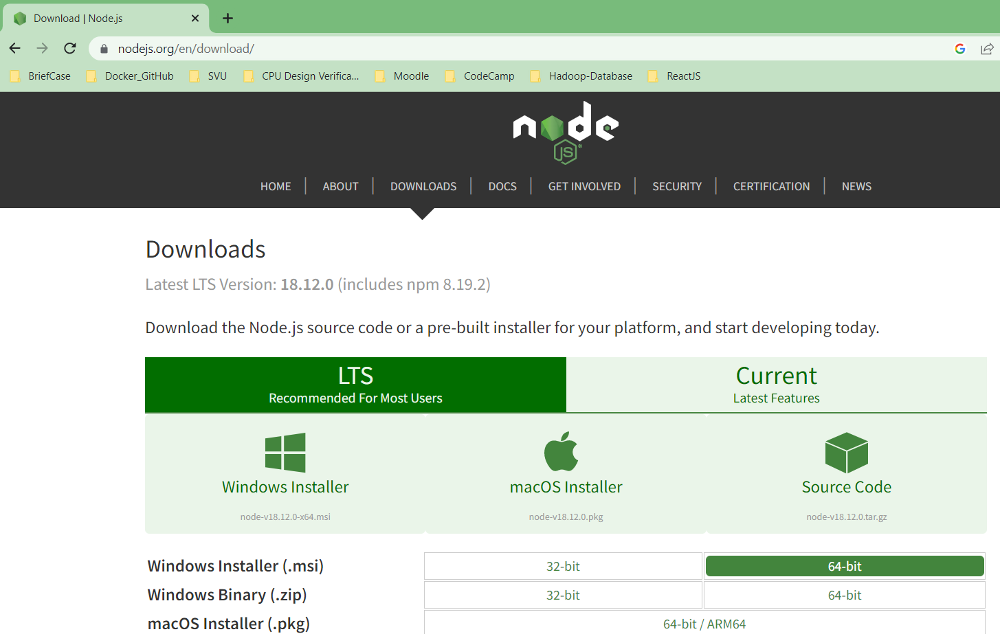 Download | Node.js
nodejs.org/en/download/
BriefCase Docker_GitHub SVU CPU Design Verifica... Moodle CodeCamp Hadoop-Database ReactJS
node
JS®
HOME | ABOUT | DOWNLOADS | DOCS | GET INVOLVED | SECURITY | CERTIFICATION | NEWS
Downloads
Latest LTS Version: 18.12.0 (includes npm 8.19.2)
Download the Node.js source code or a pre-built installer for your platform, and start developing today.
LTS
Recommended For Most Users
Current
Latest Features
Windows Installer
node-v18.12.0-x64.msi
macOS Installer
node-v18.12.0.pkg
Source Code
node-v18.12.0.tar.gz
Windows Installer (.msi) 32-bit 64-bit
Windows Binary (.zip) 32-bit 64-bit
macOS Installer (.pkg) 64-bit / ARM64